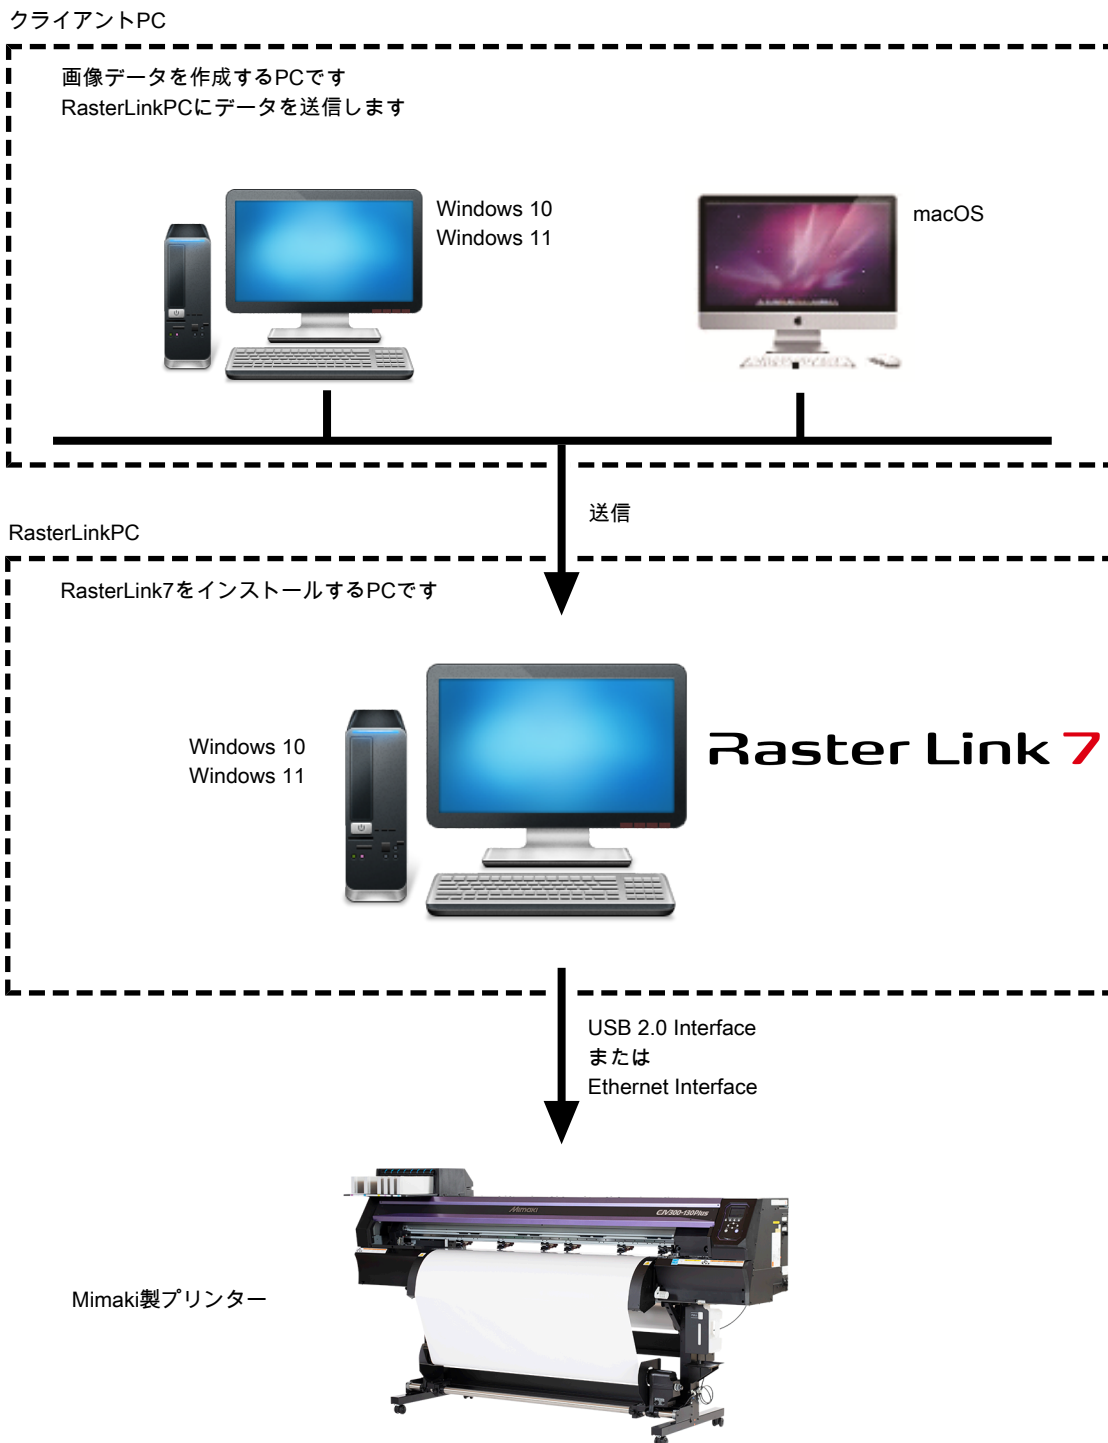 クライアントPC
画像データを作成するPCです
RasterLinkPCにデータを送信します
Windows 10
Windows 11
macOS
送信
RasterLinkPC
RasterLink7をインストールするPCです
Windows 10
Windows 11
Raster Link 7
USB 2.0 Interface
または
Ethernet Interface
Mimaki
CJV300-130Plus
Mimaki製プリンター